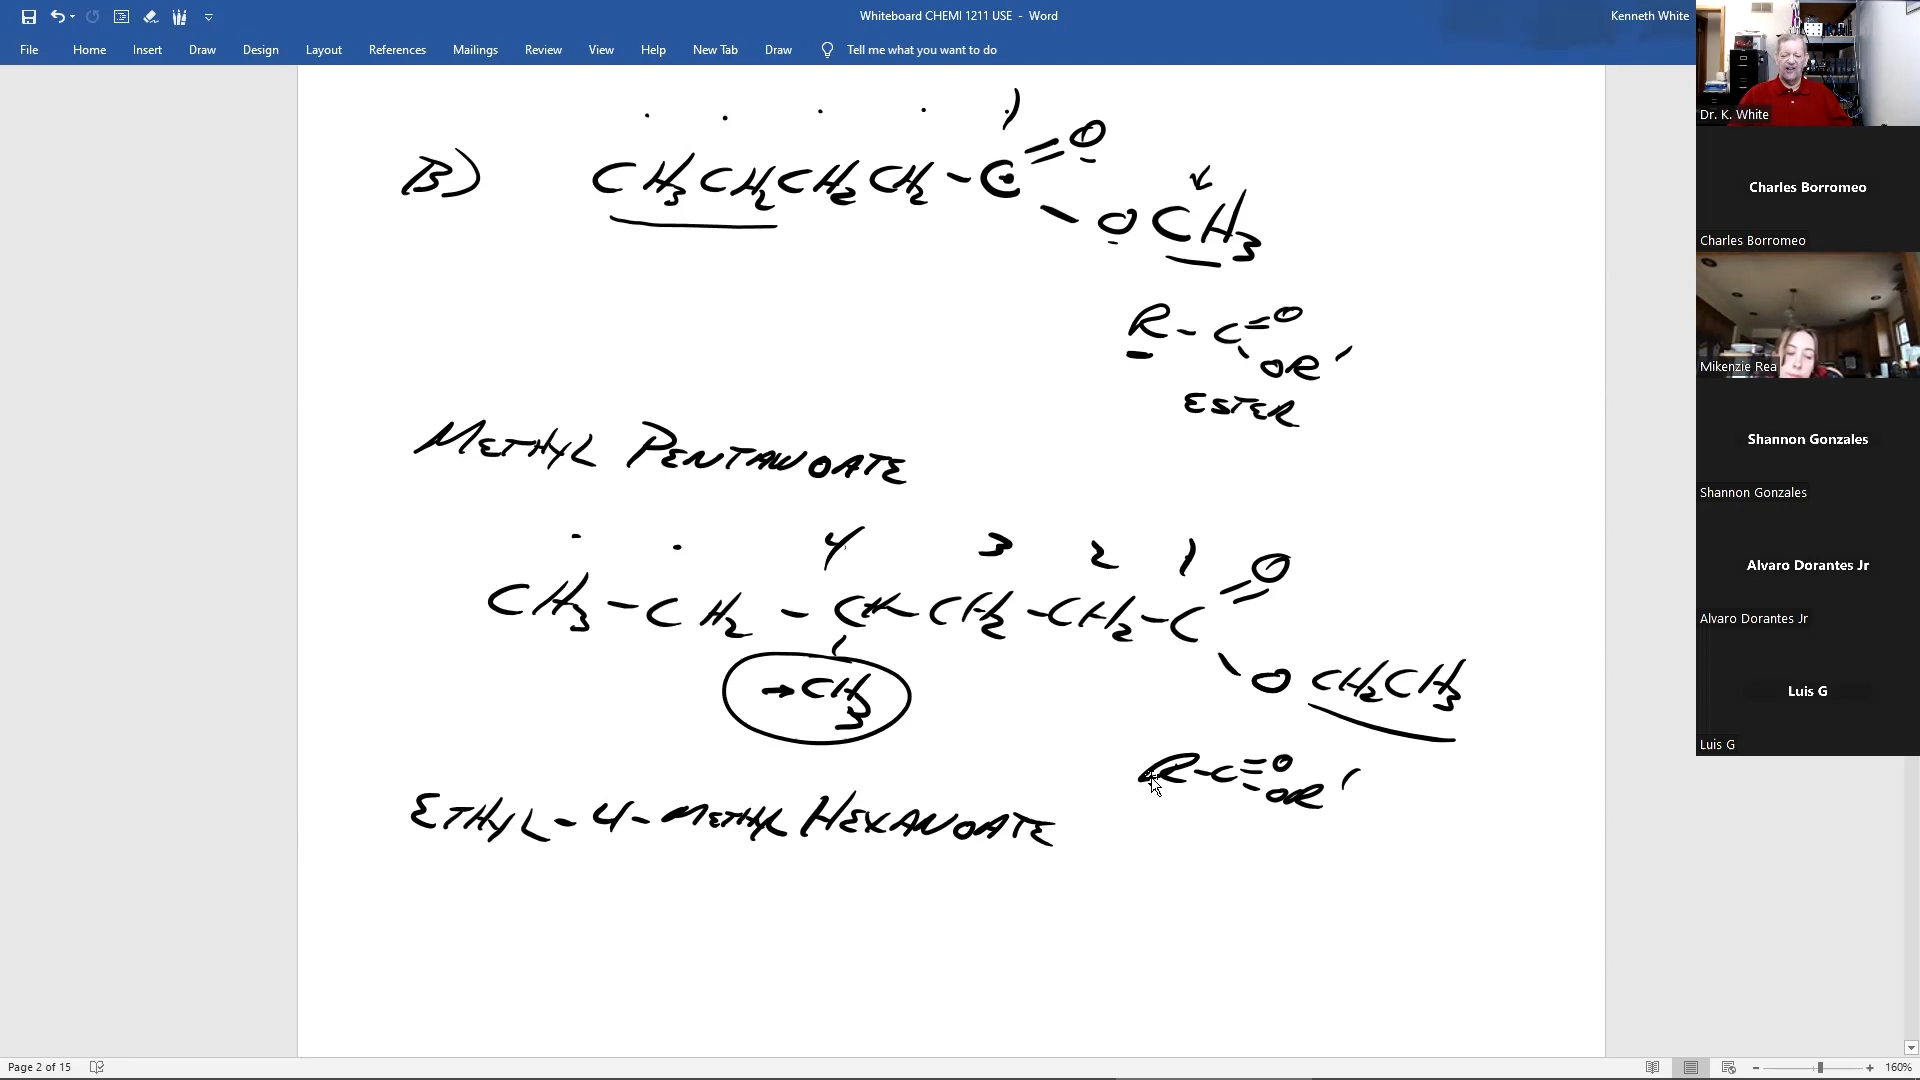 Whiteboard CHEMI 1211 USE - Word
Kenneth White
File Home Insert Draw Design Layout References Mailings Review View Help New Tab Draw Tell me what you want to do
1
B) CH3CH2CH2CH2-C=O
-OCH3
R-C=O
OR'
ESTER
METHYL PENTANOATE
4 3 2 1
CH3-CH2-CH-CH2-CH2-C=O
→CH3
-OCH2CH3
R-C=O
-OR'
ETHYL-4-METHYL HEXANOATE
Dr. K. White
Charles Borromeo
Charles Borromeo
Mikenzie Rea
Shannon Gonzales
Shannon Gonzales
Alvaro Dorantes Jr
Alvaro Dorantes Jr
Luis G
Luis G
Page 2 of 15
160%